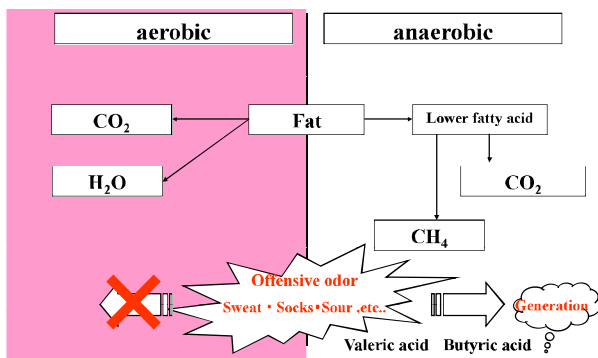 aerobic
anaerobic
CO₂
Fat
Lower fatty acid
H₂O
CO₂
CH₄
Offensive odor
Sweat・Socks・Sour ,etc..
Generation
Valeric acid
Butyric acid